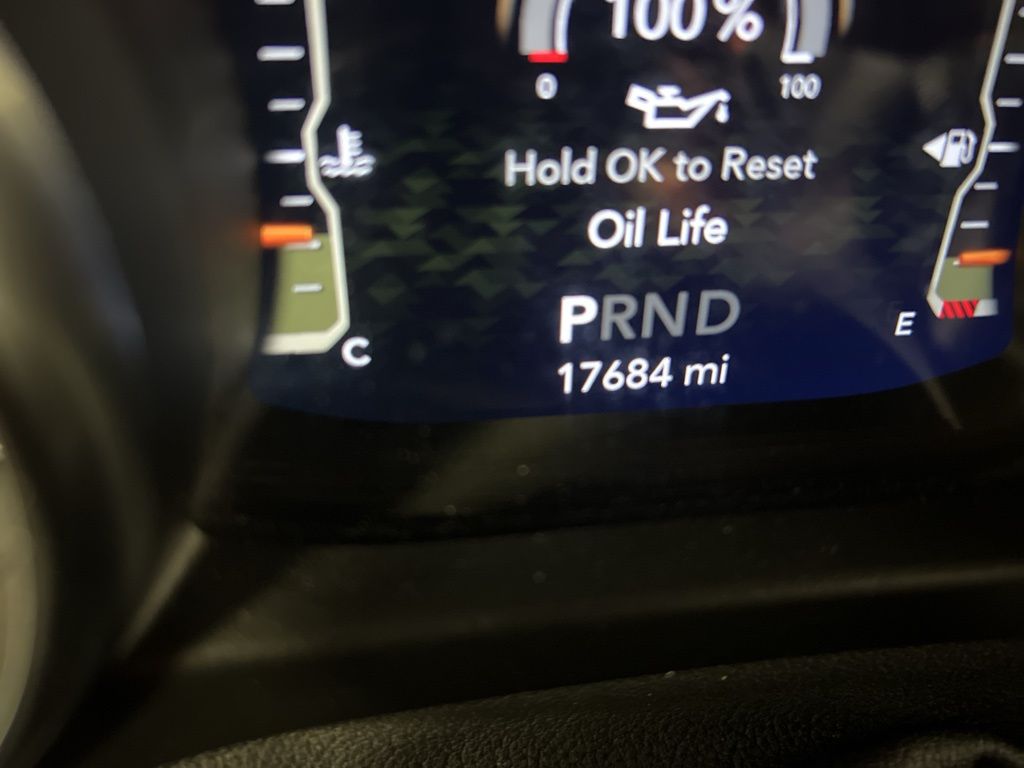 100%
0 100
Hold OK to Reset
Oil Life
PRND
E
C
17684 mi